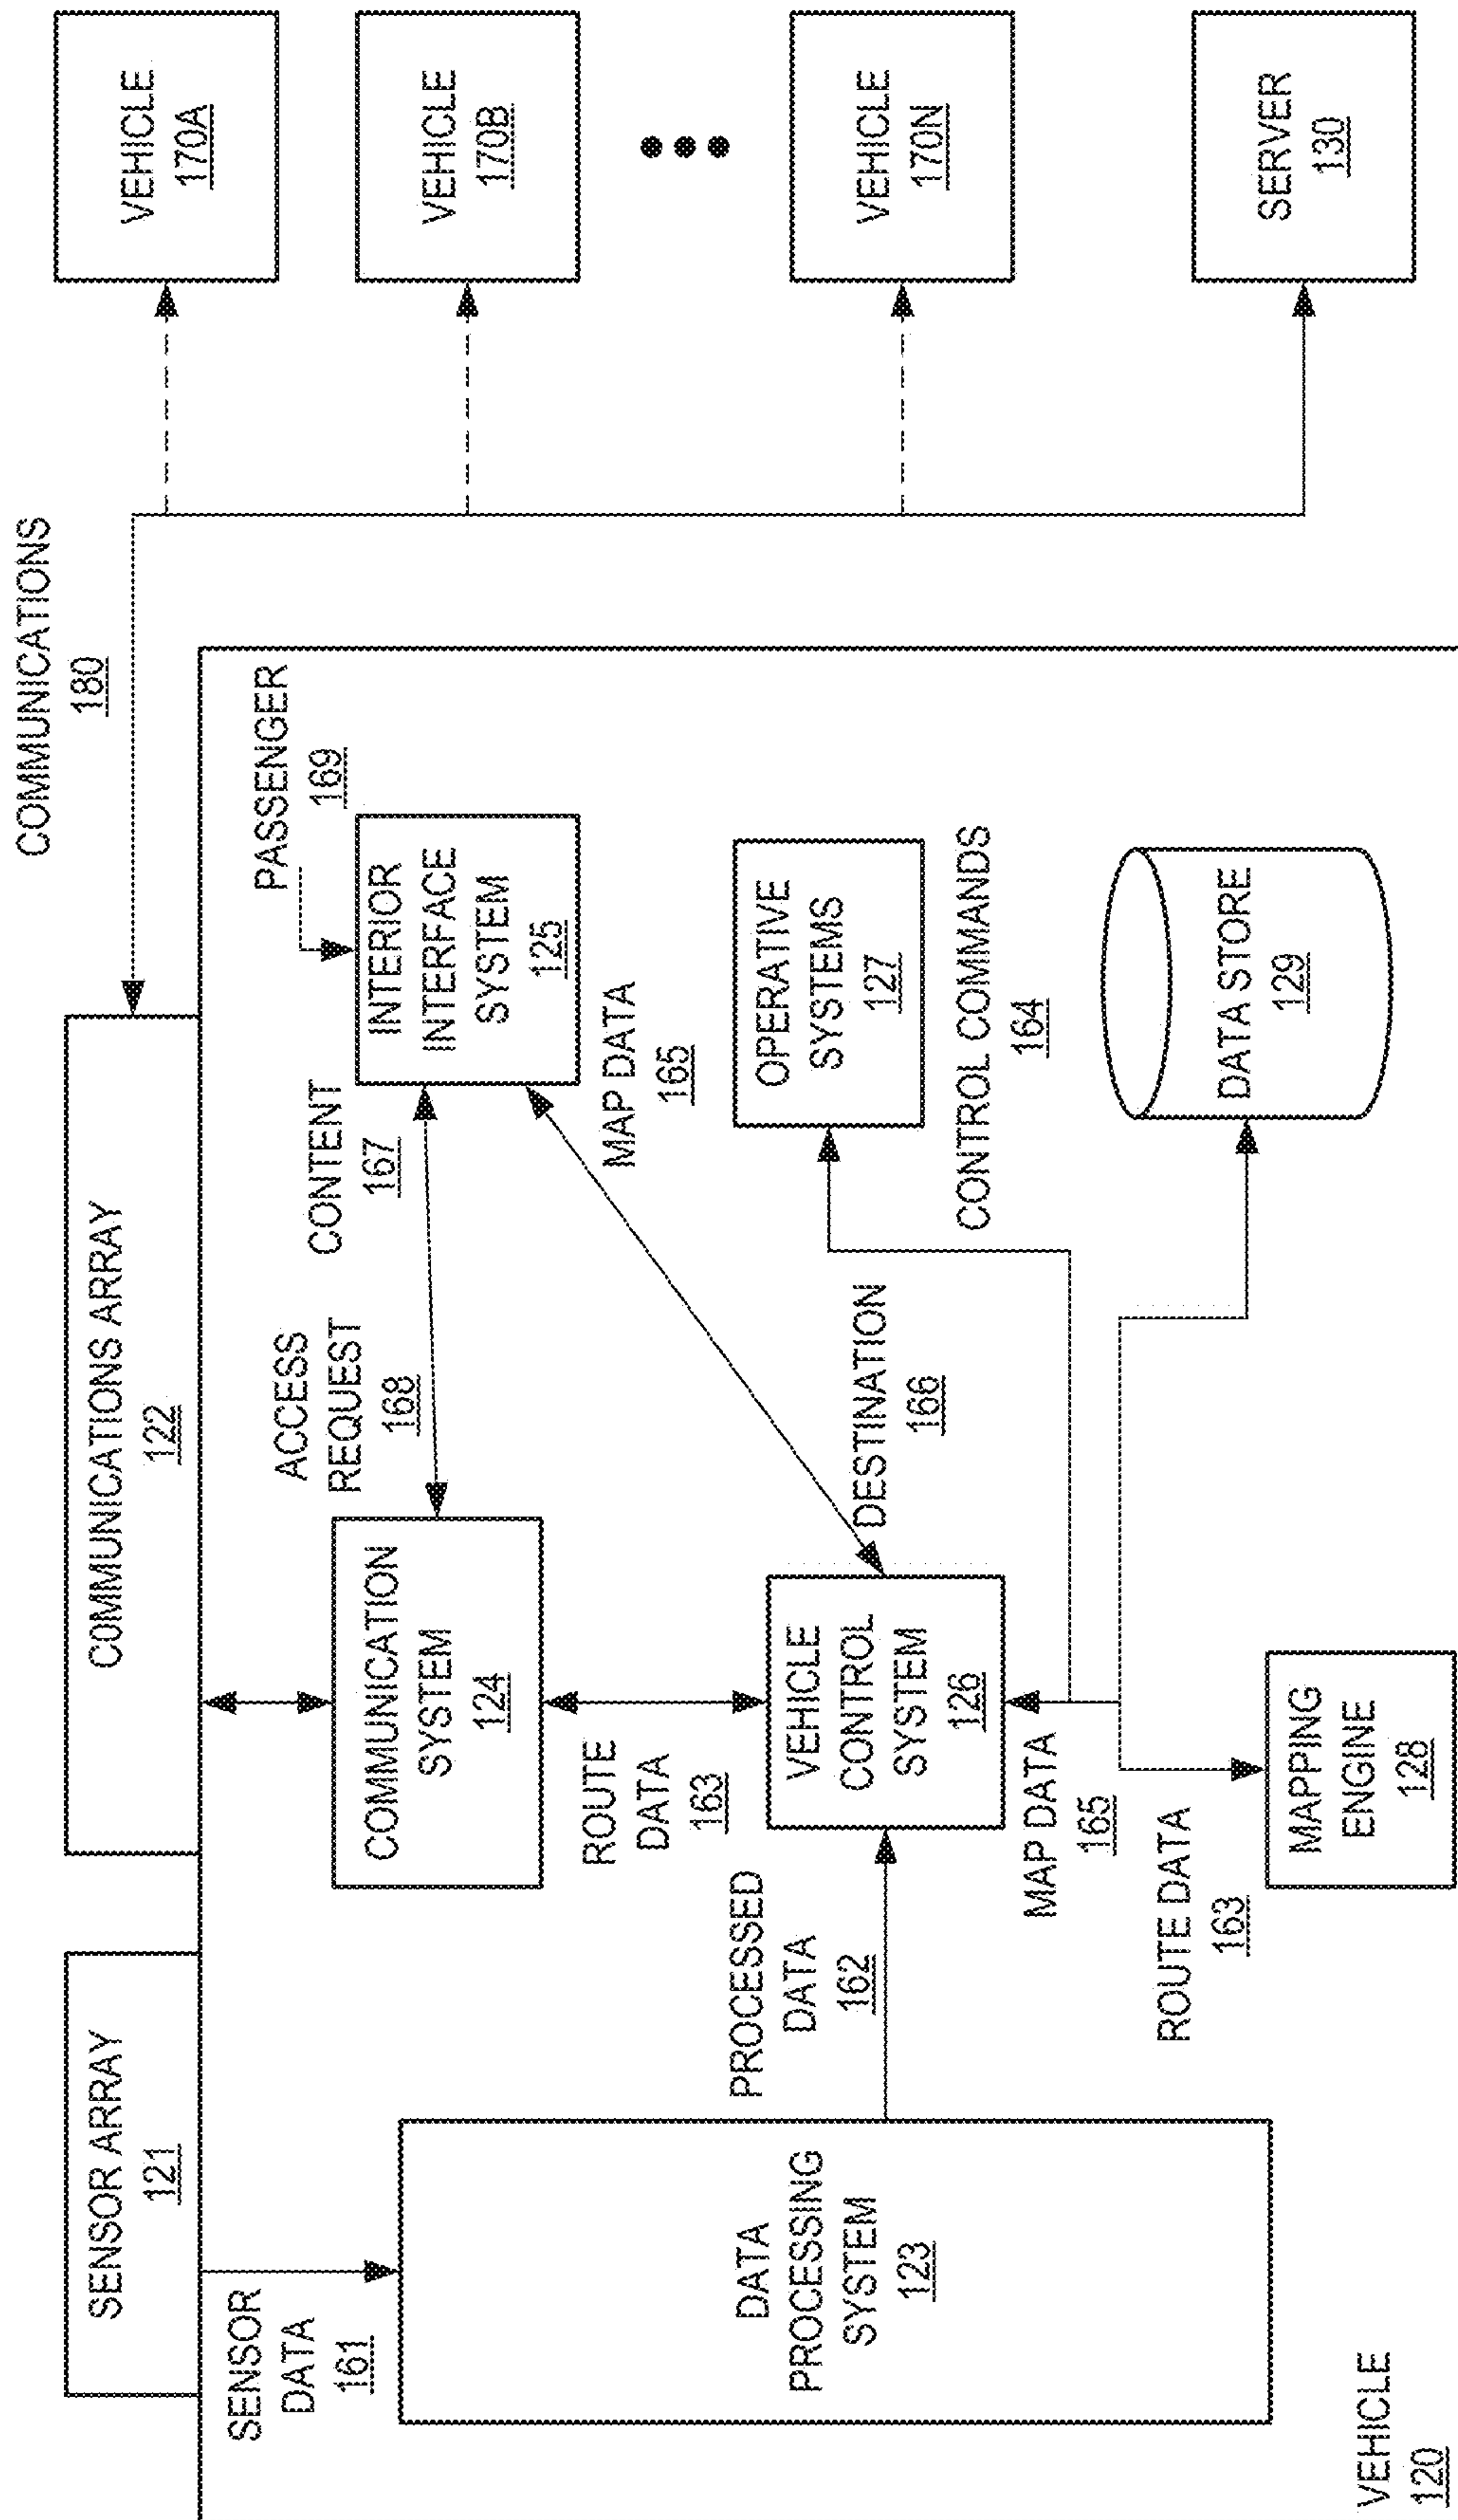 COMMUNICATIONS
180
SENSOR ARRAY
121
COMMUNICATIONS ARRAY
122
VEHICLE
170A
VEHICLE
170B
VEHICLE
170N
SERVER
130
SENSOR
DATA
161
DATA
PROCESSING
SYSTEM
123
PROCESSED
DATA
162
COMMUNICATION
SYSTEM
124
ACCESS
REQUEST
168
CONTENT
167
PASSENGER
169
INTERIOR
INTERFACE
SYSTEM
125
ROUTE
DATA
163
MAP DATA
165
VEHICLE
CONTROL
SYSTEM
126
DESTINATION
166
OPERATIVE
SYSTEMS
127
CONTROL COMMANDS
164
MAP DATA
165
ROUTE DATA
163
MAPPING
ENGINE
128
DATA STORE
129
VEHICLE
120